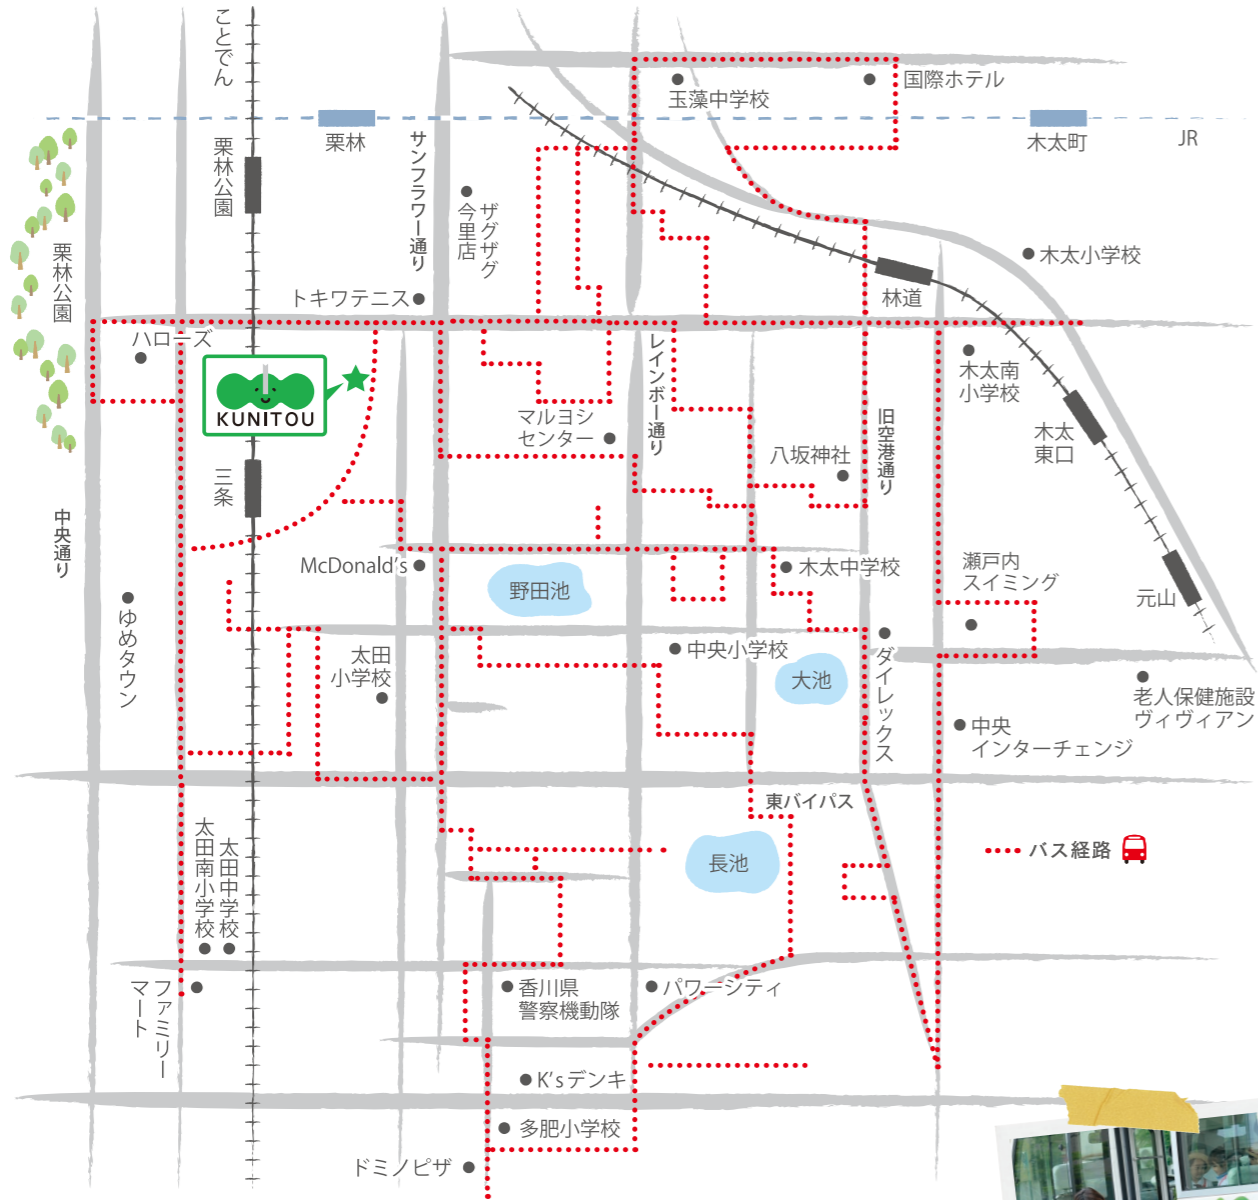 ことでん
国際ホテル
玉藻中学校
栗林
木太町
JR
栗林公園
サンフラワー通り
ザグザグ
今里店
栗林公園
木太小学校
林道
トキワテニス
ハローズ
KUNITOU
レインボー通り
木太南
小学校
マルヨシ
センター
旧空港通り
木太
東口
八坂神社
三条
中央通り
McDonald's
野田池
木太中学校
瀬戸内
スイミング
元山
ゆめタウン
太田
小学校
中央小学校
大池
ダイレックス
老人保健施設
ヴィヴィアン
中央
インターチェンジ
東バイパス
バス経路
長池
太田南小学校
太田中学校
ファミリー
マート
香川県
警察機動隊
パワーシティ
K'sデンキ
多肥小学校
ドミノピザ